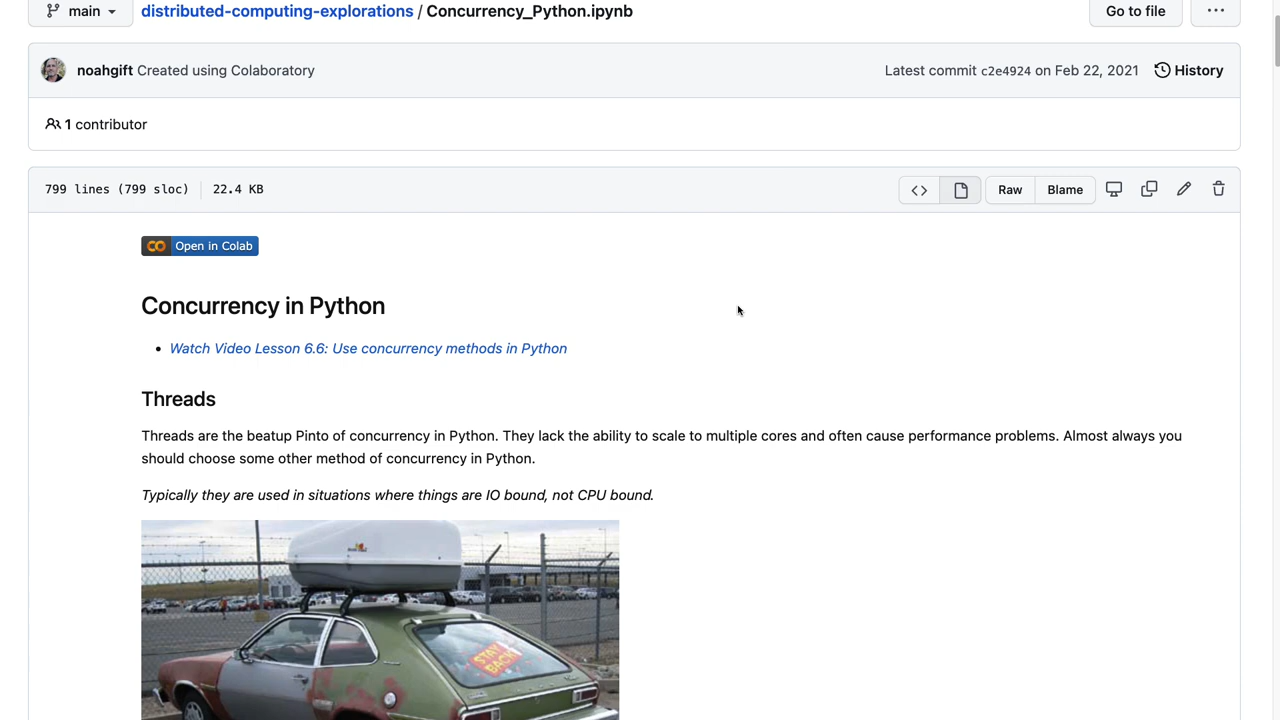 main
distributed-computing-explorations / Concurrency_Python.ipynb
Go to file
noahgift Created using Colaboratory
Latest commit c2e4924 on Feb 22, 2021
History
1 contributor
799 lines (799 sloc)
22.4 KB
Raw
Blame
Open in Colab
Concurrency in Python
• Watch Video Lesson 6.6: Use concurrency methods in Python
Threads
Threads are the beatup Pinto of concurrency in Python. They lack the ability to scale to multiple cores and often cause performance problems. Almost always you
should choose some other method of concurrency in Python.
Typically they are used in situations where things are IO bound, not CPU bound.
STAY
BACK